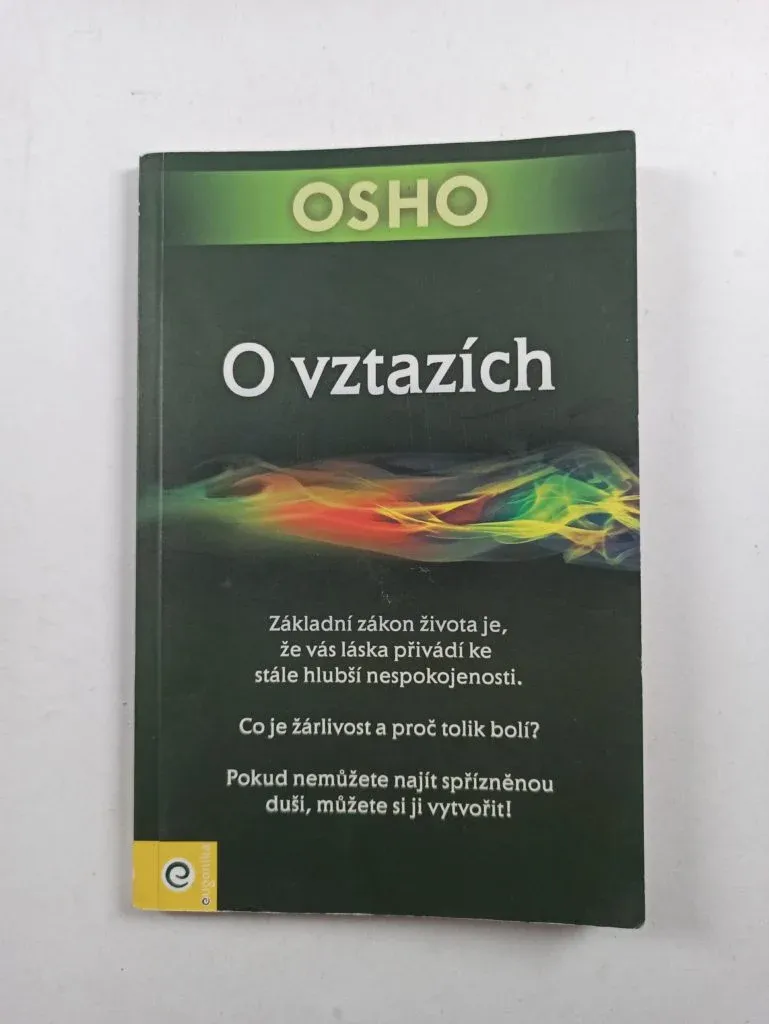 OSHO
O vztazích
Základní zákon života je,
že vás láska přivádí ke
stále hlubší nespokojenosti.
Co je žárlivost a proč tolik bolí?
Pokud nemůžete najít spřízněnou
duši, můžete si ji vytvořit!
eugenika